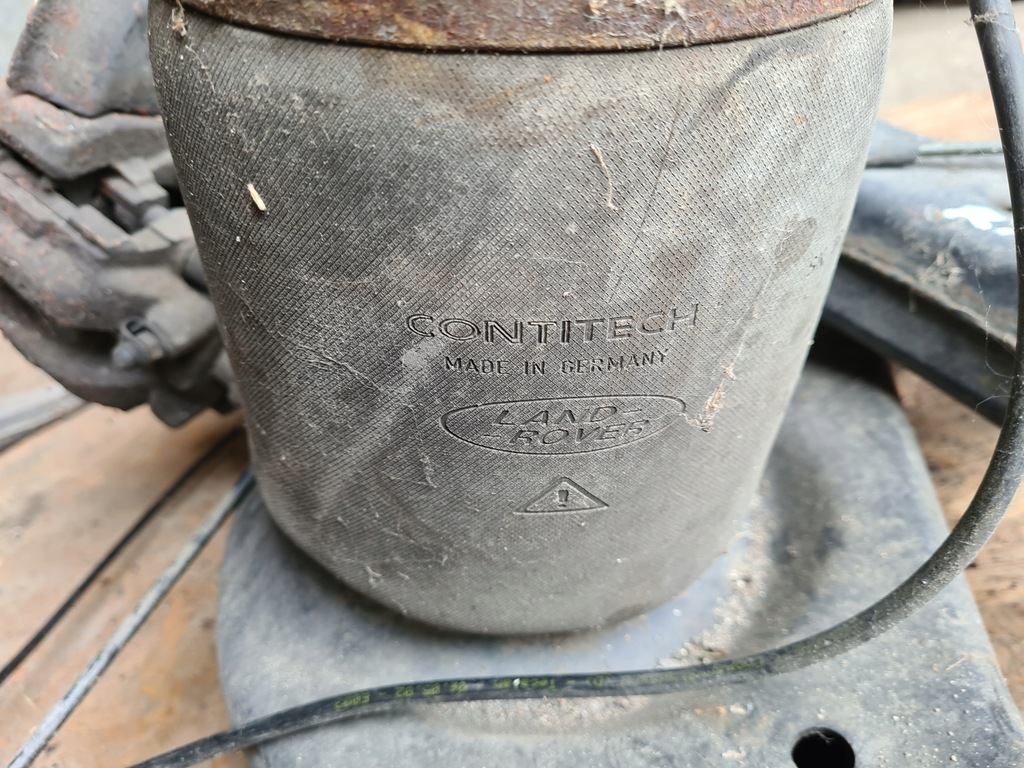 CONTITECH
MADE IN GERMANY
LAND-
-ROVER
!